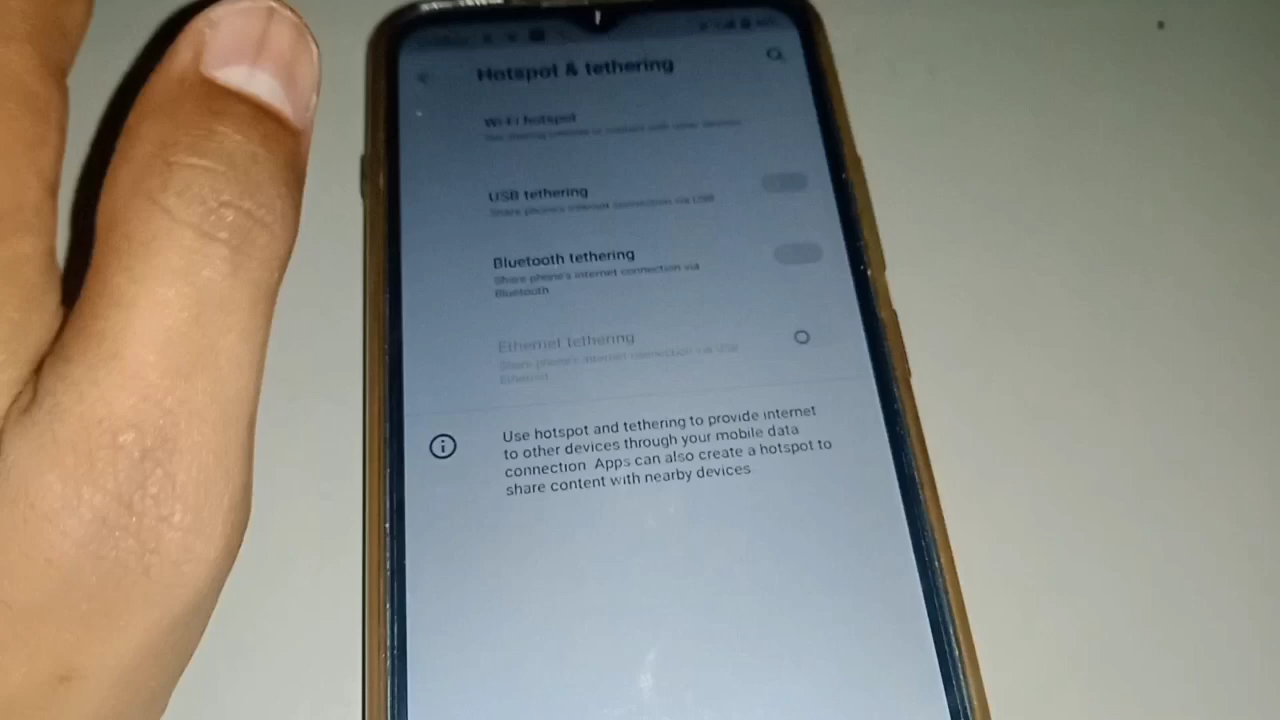 Hotspot & tethering
Wi-Fi hotspot
USB tethering
Share phone's internet connection via USB
Bluetooth tethering
Share phone's internet connection via
Bluetooth
Ethernet tethering
Share phone's internet connection via USB
Ethernet
Use hotspot and tethering to provide internet
to other devices through your mobile data
connection. Apps can also create a hotspot to
share content with nearby devices.